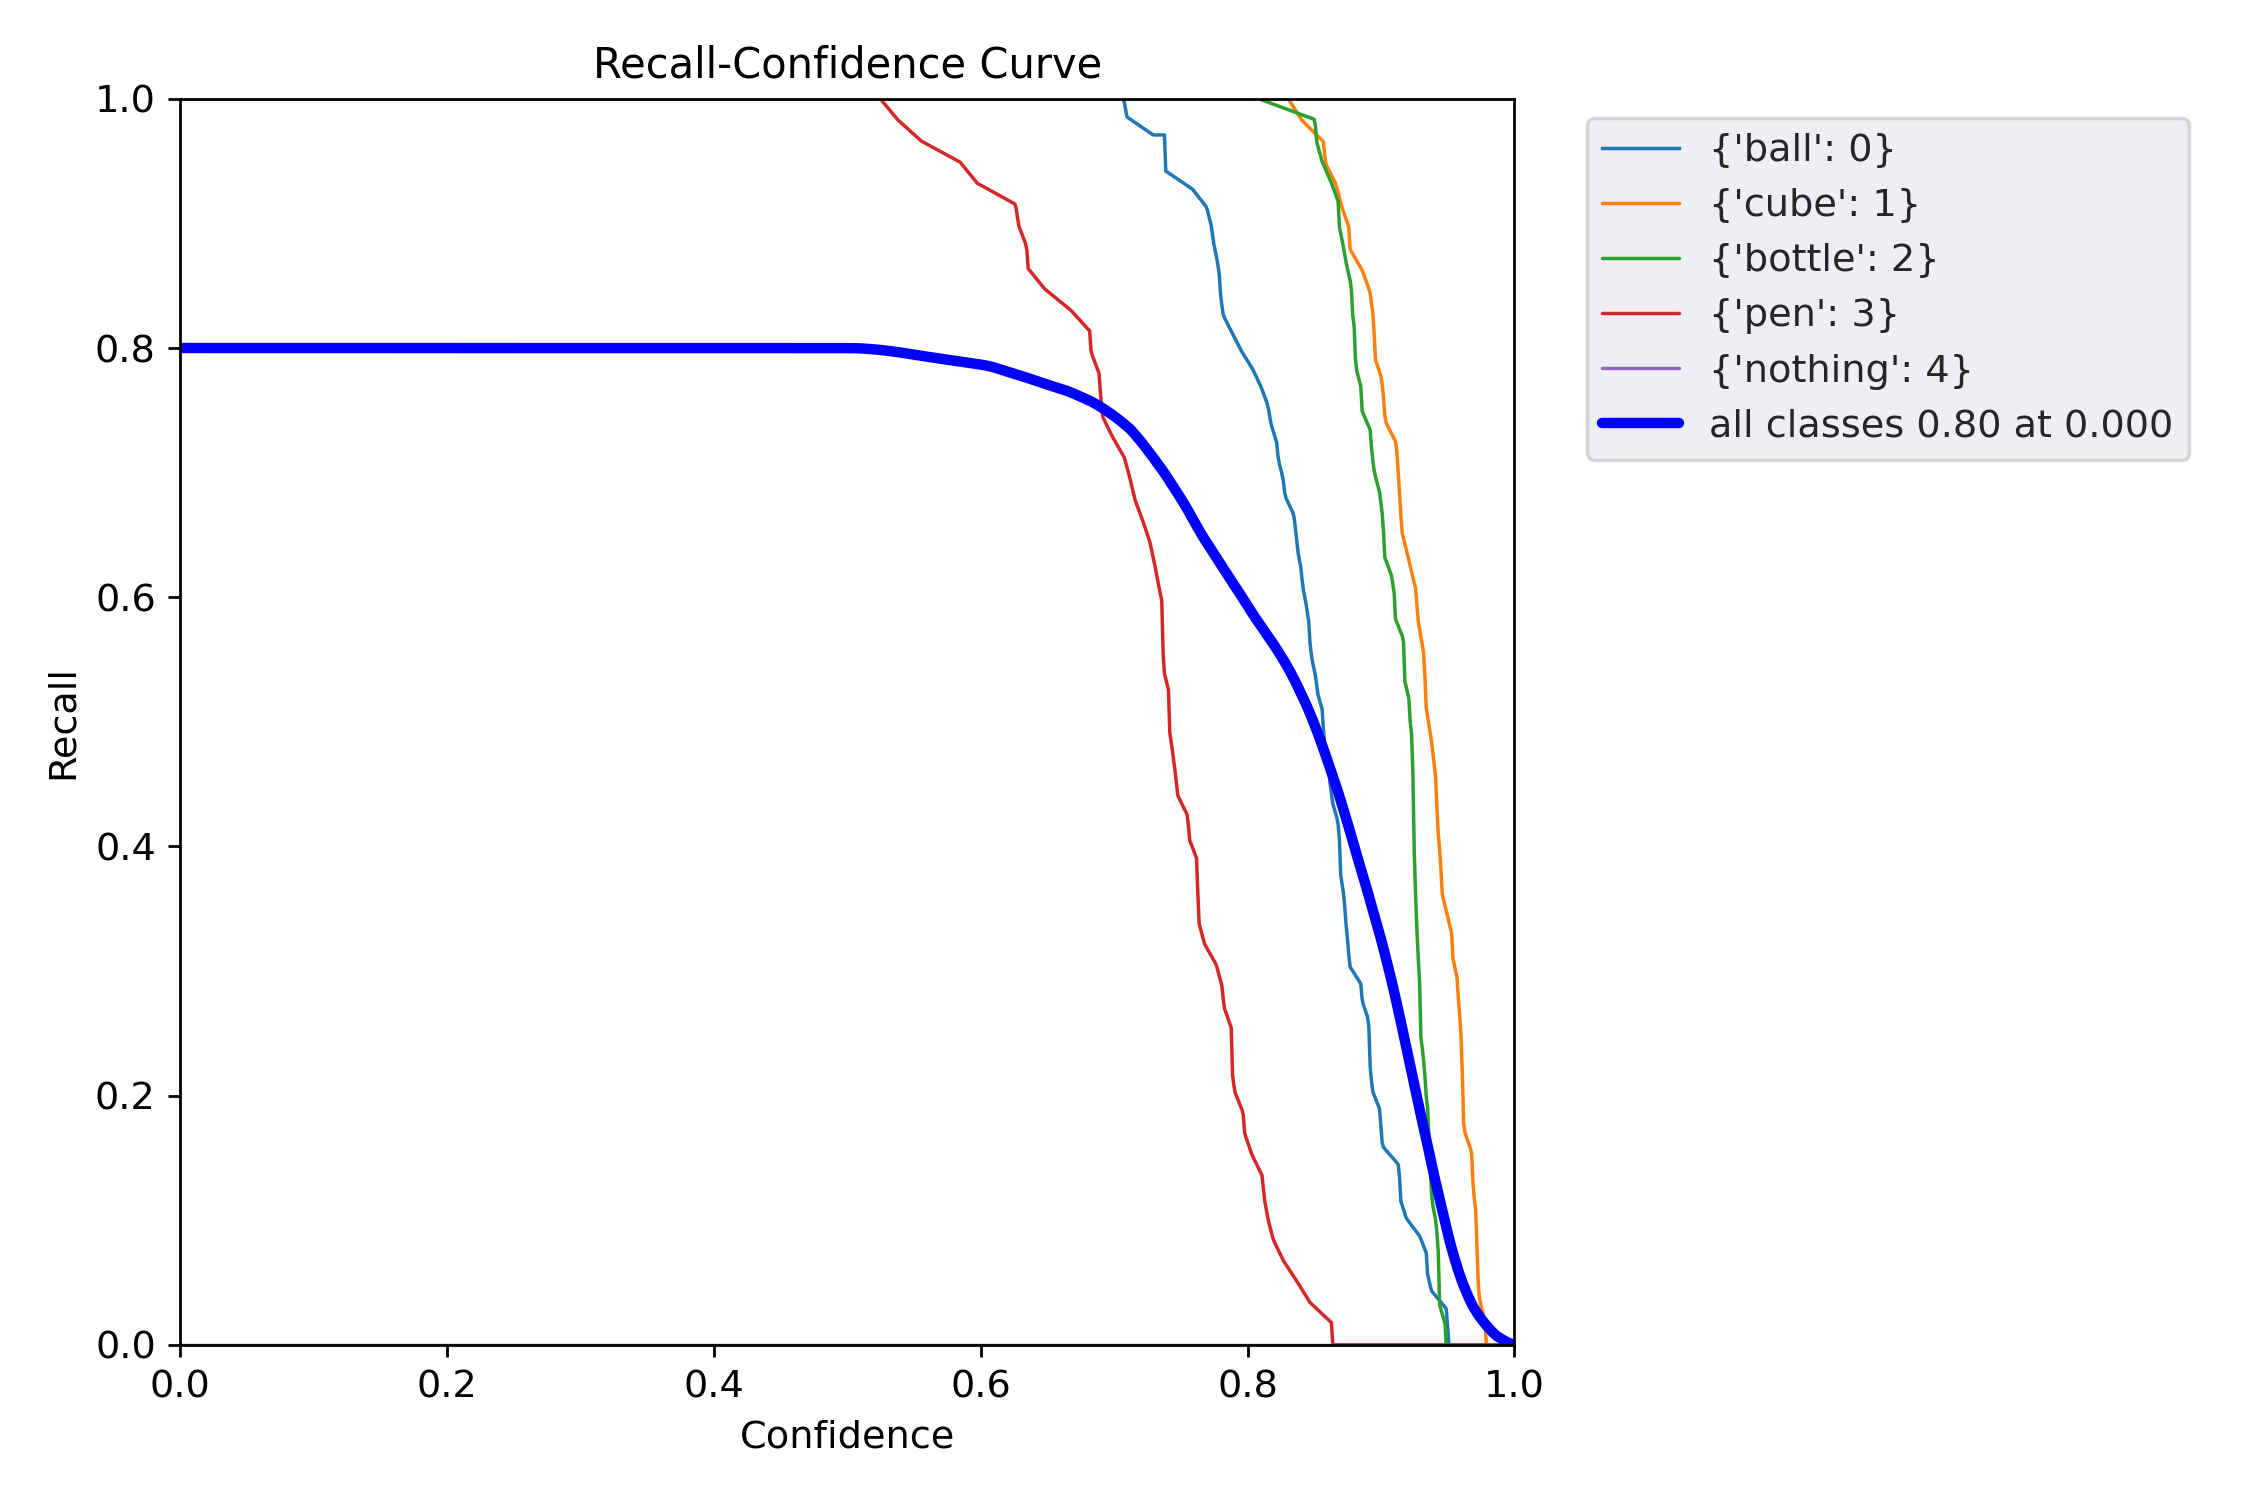 Recall-Confidence Curve
1.0
0.8
0.6
0.4
0.2
0.0
Recall
0.0 0.2 0.4 0.6 0.8 1.0
Confidence
{'ball': 0}
{'cube': 1}
{'bottle': 2}
{'pen': 3}
{'nothing': 4}
all classes 0.80 at 0.000